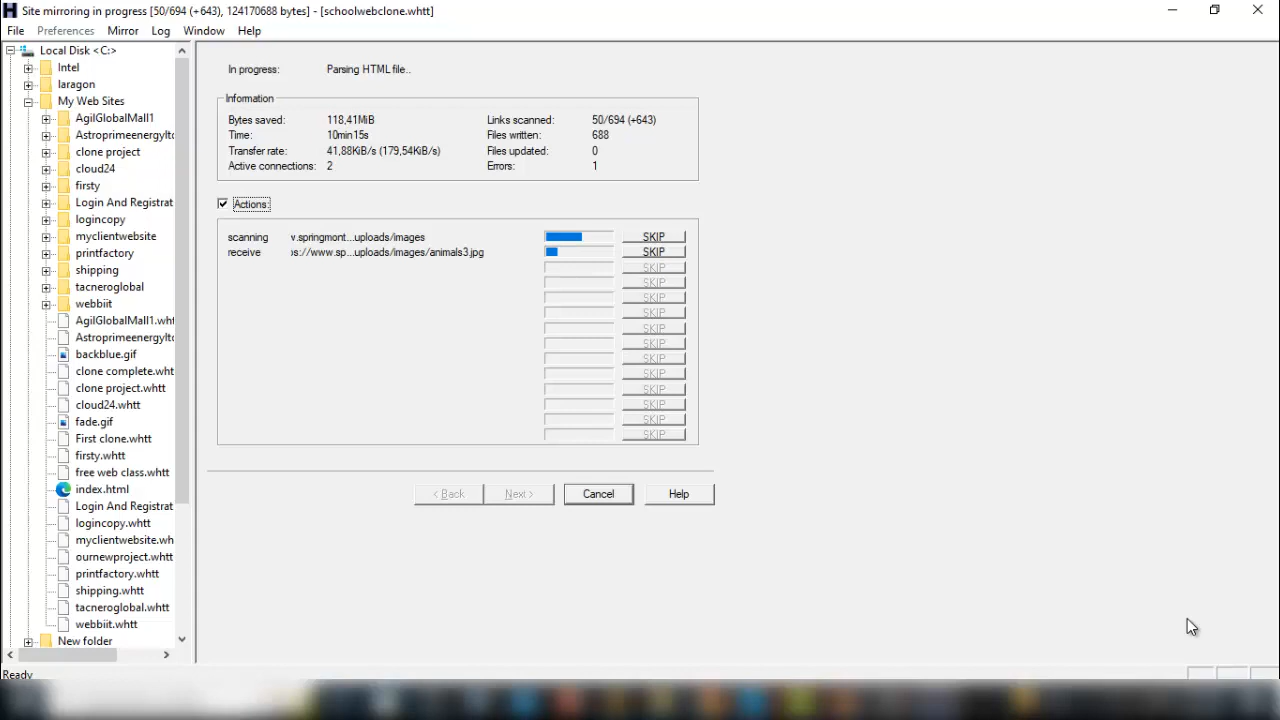 Site mirroring in progress [50/694 (+643), 124170688 bytes] - [schoolwebclone.whtt]
File Preferences Mirror Log Window Help
Local Disk <C:>
Intel
laragon
My Web Sites
AgilGlobalMall1
Astroprimeenergyltd
clone project
cloud24
firsty
Login And Registrat
logincopy
myclientwebsite
printfactory
shipping
tacneroglobal
webbiit
AgilGlobalMall1.wh
Astroprimeenergyltd
backblue.gif
clone complete.wh
clone project.whtt
cloud24.whtt
fade.gif
First clone.whtt
firsty.whtt
free web class.whtt
index.html
Login And Registrat
logincopy.whtt
myclientwebsite.wh
ournewproject.whtt
printfactory.whtt
shipping.whtt
tacneroglobal.whtt
webbiit.whtt
New folder
In progress: Parsing HTML file..
Information
Bytes saved: 118,41MiB Links scanned: 50/694 (+643)
Time: 10min15s Files written: 688
Transfer rate: 41,88KiB/s (179,54KiB/s) Files updated: 0
Active connections: 2 Errors: 1
Actions:
scanning v.springmont...uploads/images SKIP
receive os://www.sp...uploads/images/animals3.jpg SKIP
SKIP
SKIP
SKIP
SKIP
SKIP
SKIP
SKIP
SKIP
SKIP
SKIP
SKIP
SKIP
< Back Next > Cancel Help
Ready